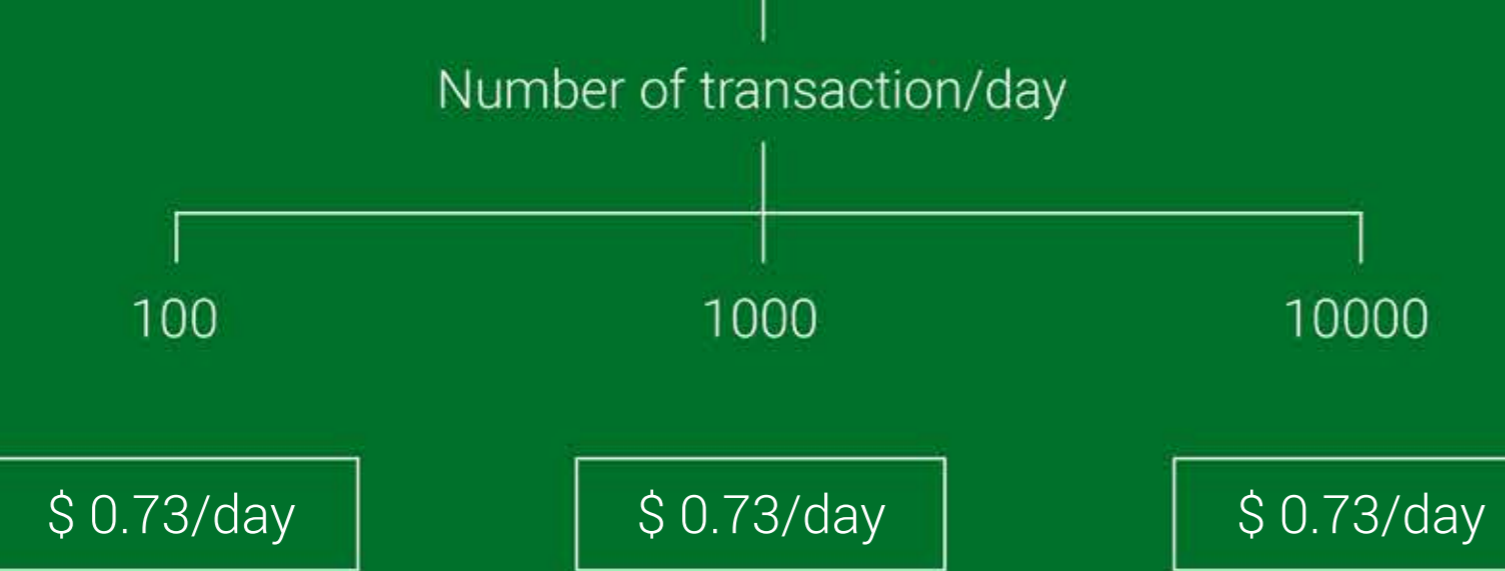 Number of transaction/day
100 1000 10000
$ 0.73/day $ 0.73/day $ 0.73/day